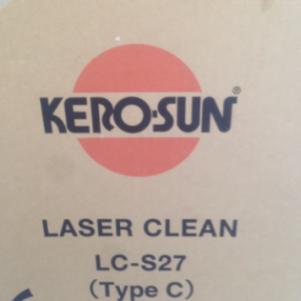 KERO-SUN®
LASER CLEAN
LC-S27
(Type C)